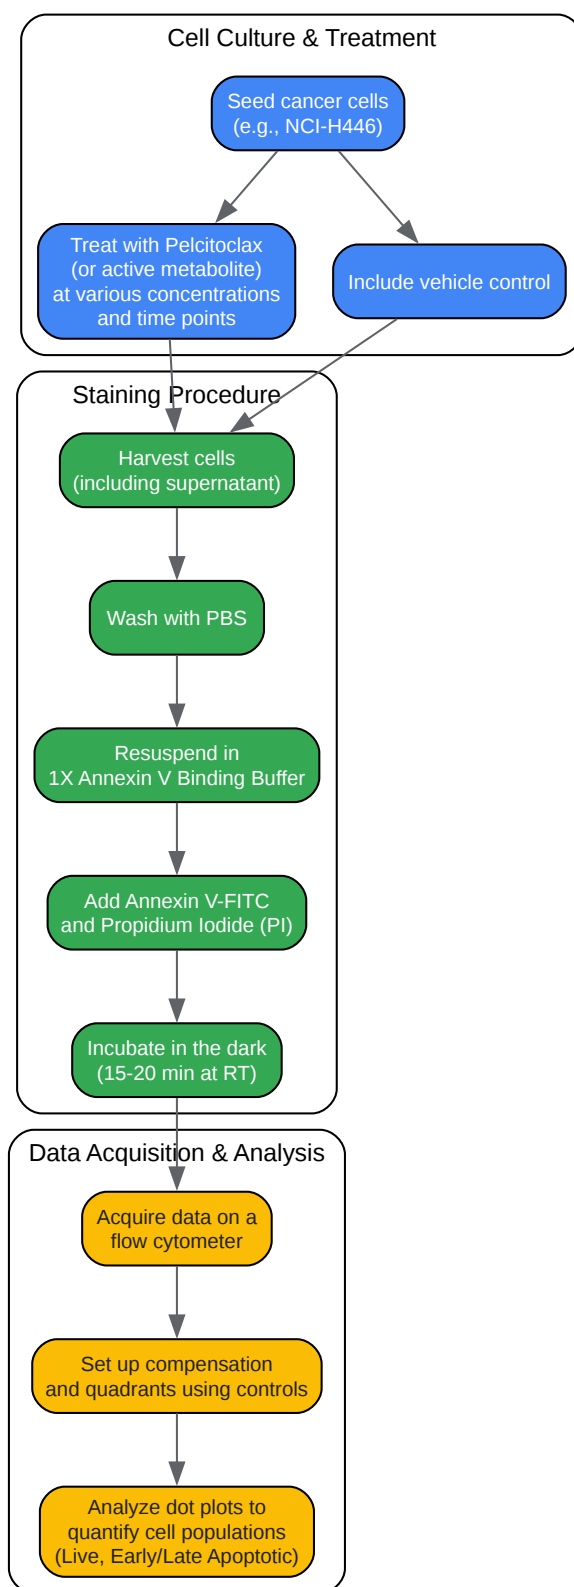 Cell Culture & Treatment
Seed cancer cells
(e.g., NCI-H446)
Treat with Pelcitoclax
(or active metabolite)
at various concentrations
and time points
Include vehicle control
Staining Procedure
Harvest cells
(including supernatant)
Wash with PBS
Resuspend in
1X Annexin V Binding Buffer
Add Annexin V-FITC
and Propidium Iodide (PI)
Incubate in the dark
(15-20 min at RT)
Data Acquisition & Analysis
Acquire data on a
flow cytometer
Set up compensation
and quadrants using controls
Analyze dot plots to
quantify cell populations
(Live, Early/Late Apoptotic)